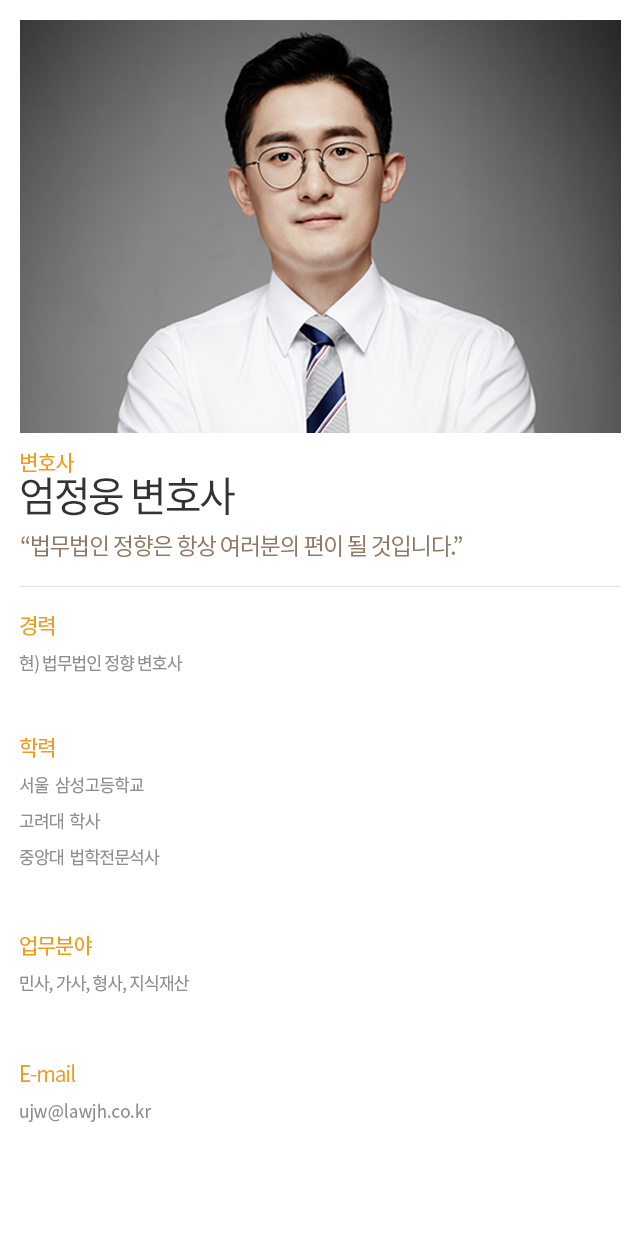 변호사
엄정웅 변호사
“법무법인 정향은 항상 여러분의 편이 될 것입니다.”
경력
현) 법무법인 정향 변호사
학력
서울 삼성고등학교
고려대 학사
중앙대 법학전문석사
업무분야
민사, 가사, 형사, 지식재산
E-mail
ujw@lawjh.co.kr